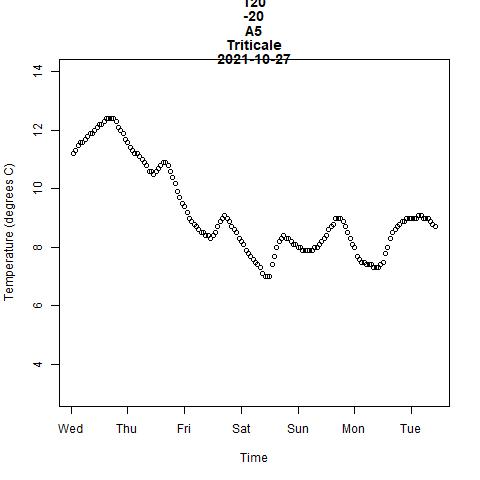 120
-20
A5
Triticale
2021-10-27
14
12
10
8
6
4
Temperature (degrees C)
Wed Thu Fri Sat Sun Mon Tue
Time